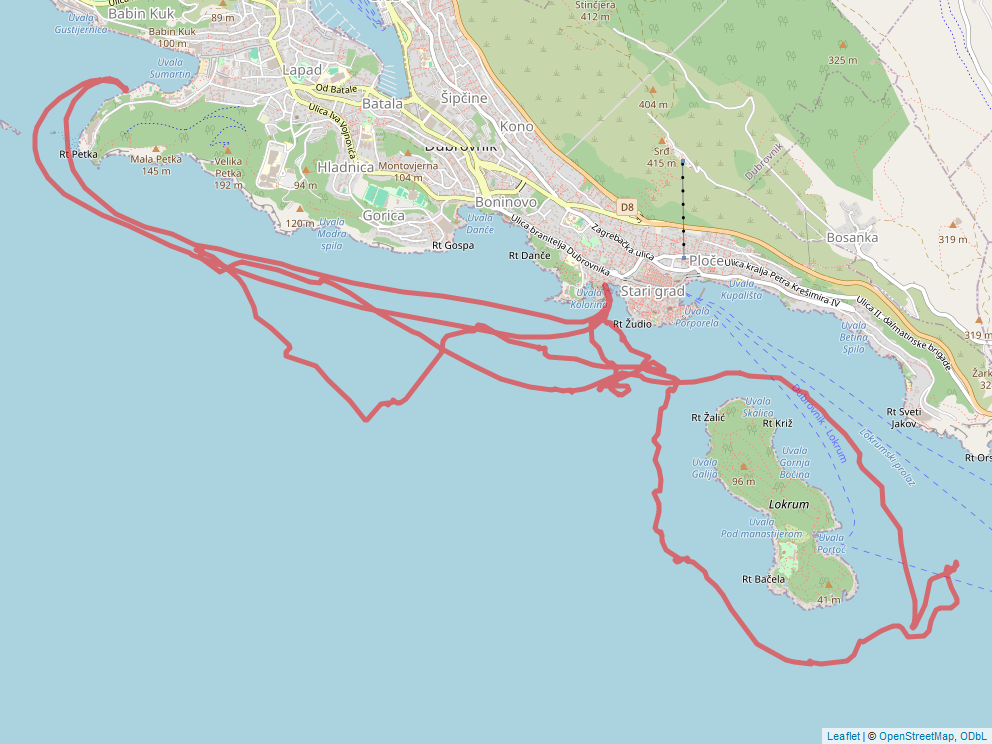 Stinćjera
412 m
Babin Kuk
89 m
Uvala
Gustijernica
Babin Kuk
100 m
325 m
Uvala
Sumartin
Lapad
Od Batale
Batala
Šipčine
404 m
Ulica Iva Vojnovića
Kono
Dubrovnik
Srđ
415 m
Dubrovnik
Rt Petka
Mala Petka
145 m
Velika
Petka
192 m
94 m
Hladnica
Montovjerna
104 m
Boninovo
D8
Gorica
120 m
Uvala
Modra
spila
Uvala
Danče
Rt Gospa
Ulica branitelja Dubrovnika
Zagrebačka ulica
Bosanka
319 m
Rt Danče
Ploče
Ulica kralja Petra Krešimira IV
Stari grad
Uvala
Kolorina
Uvala
Kupališta
Uvala
Porporela
Rt Žudio
Ulica II. dalmatinske brigade
319 m
Uvala
Betina
Spila
Žark
32
Dubrovnik - Lokrum
Uvala
Skalica
Rt Žalić
Rt Križ
Rt Sveti
Jakov
Lokrumski prolaz
Rt Ors
Uvala
Galija
Uvala
Gornja
Bočina
96 m
Lokrum
Uvala
Pod manastijerom
Uvala
Portoč
Rt Bačela
41 m
Leaflet | © OpenStreetMap, ODbL